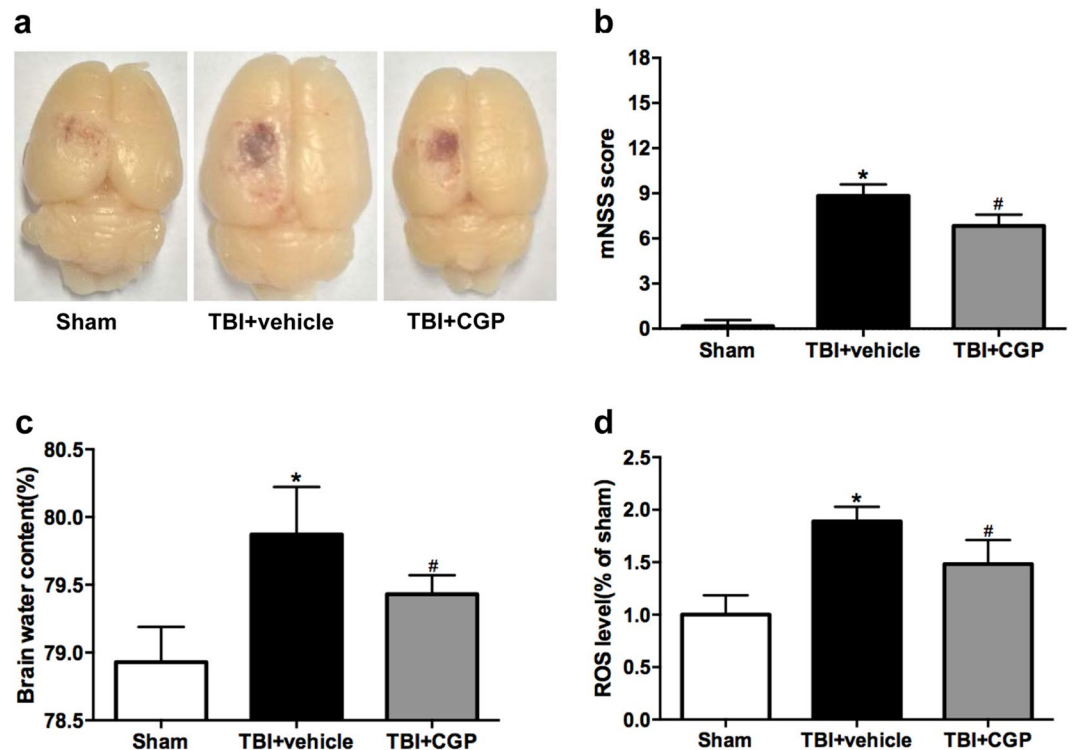 a
Sham
TBI+vehicle
TBI+CGP
b
mNSS score
18
15
12
9
6
3
0
*
#
Sham
TBI+vehicle
TBI+CGP
c
Brain water content(%)
80.5
80.0
79.5
79.0
78.5
*
#
Sham
TBI+vehicle
TBI+CGP
d
ROS level(% of sham)
2.5
2.0
1.5
1.0
0.5
0.0
*
#
Sham
TBI+vehicle
TBI+CGP